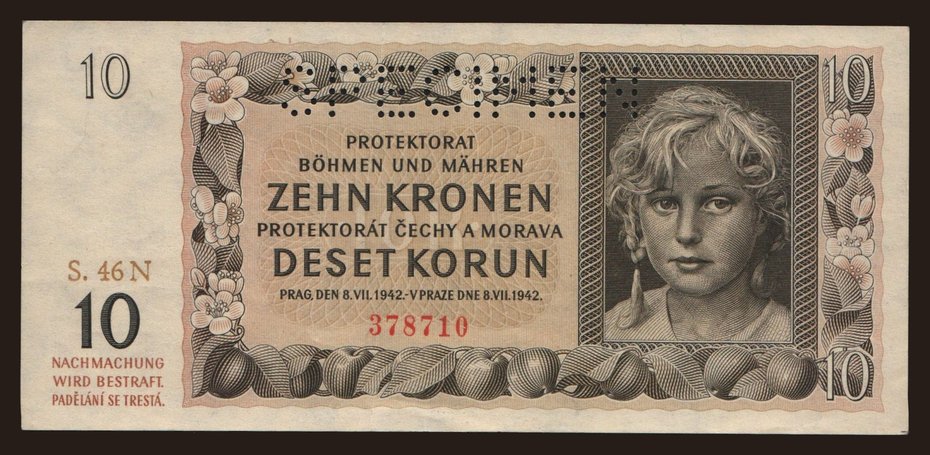 10
SPECIMEN
10
PROTEKTORAT
BÖHMEN UND MÄHREN
ZEHN KRONEN
PROTEKTORÁT ČECHY A MORAVA
DESET KORUN
PRAG, DEN 8. VII. 1942.-V PRAZE DNE 8. VII. 1942.
378710
S. 46 N
10
NACHMACHUNG
WIRD BESTRAFT.
PADĚLÁNÍ SE TRESTÁ.
10